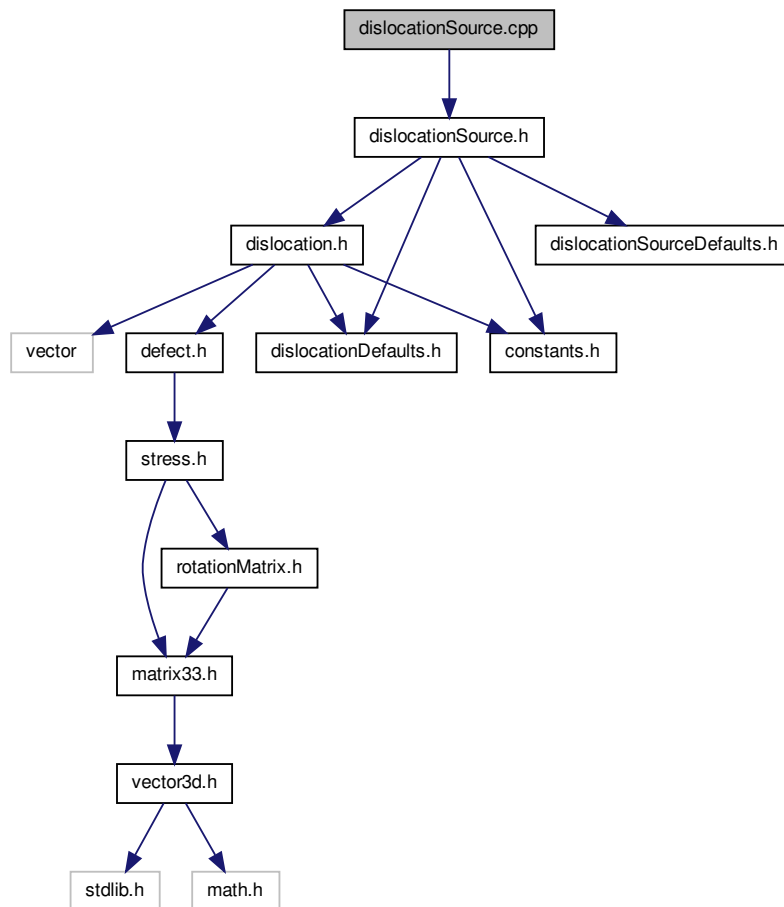 dislocationSource.cpp
dislocationSource.h
dislocation.h
dislocationSourceDefaults.h
vector
defect.h
dislocationDefaults.h
constants.h
stress.h
rotationMatrix.h
matrix33.h
vector3d.h
stdlib.h
math.h